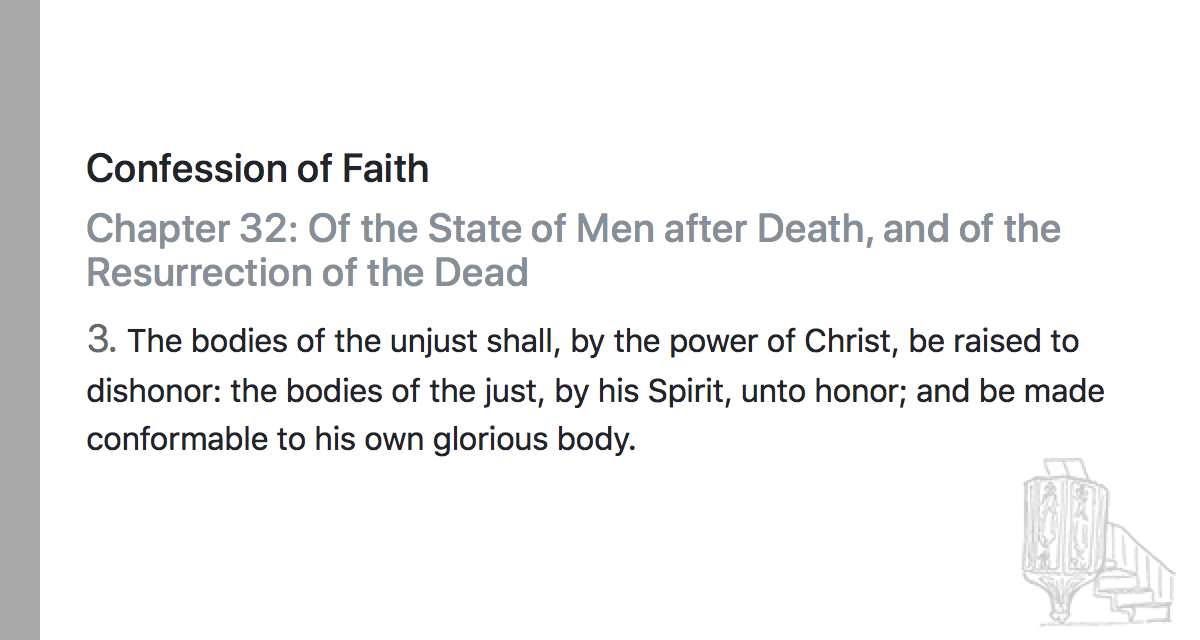 Confession of Faith
Chapter 32: Of the State of Men after Death, and of the
Resurrection of the Dead
3. The bodies of the unjust shall, by the power of Christ, be raised to
dishonor: the bodies of the just, by his Spirit, unto honor; and be made
conformable to his own glorious body.